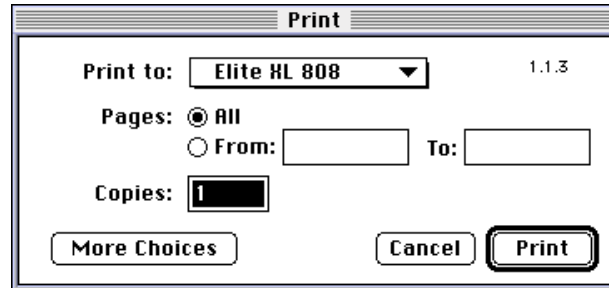 Print
Print to: Elite XL 808 1.1.3
Pages: All
From: To:
Copies: 1
More Choices Cancel Print